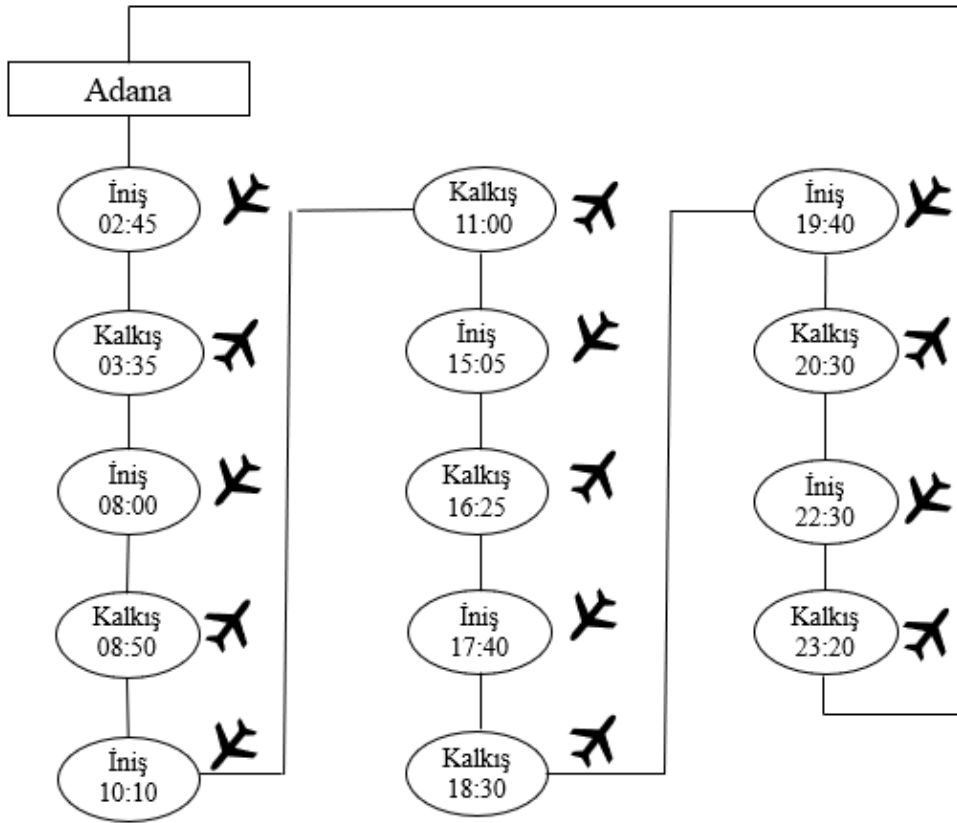 Adana
İniş
02:45
Kalkış
03:35
İniş
08:00
Kalkış
08:50
İniş
10:10
Kalkış
11:00
İniş
15:05
Kalkış
16:25
İniş
17:40
Kalkış
18:30
İniş
19:40
Kalkış
20:30
İniş
22:30
Kalkış
23:20